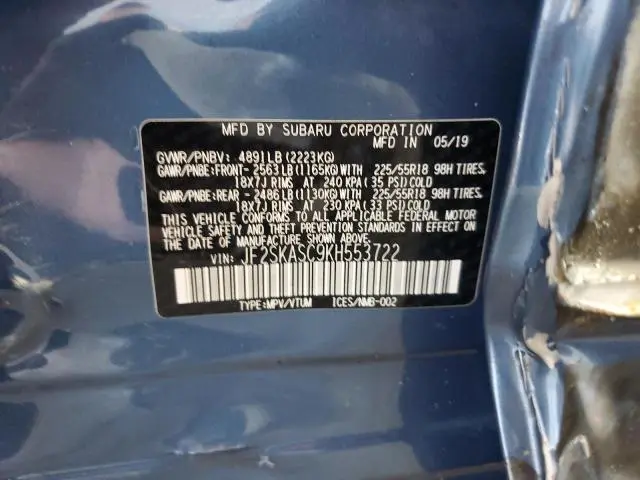 MFD BY SUBARU CORPORATION
MFD IN 05/19
GVWR/PNBV: 4891LB(2223KG)
GAWR/PNBE:FRONT-2563LB(1165KG)WITH 225/55R18 98H TIRES,
18X7J RIMS AT 240 KPA(35 PSI)COLD
GAWR/PNBE:REAR -2486LB(1130KG)WITH 225/55R18 98H TIRES,
18X7J RIMS AT 230 KPA(33 PSI)COLD
THIS VEHICLE CONFORMS TO ALL APPLICABLE FEDERAL MOTOR
VEHICLE SAFETY AND THEFT PREVENTION STANDARDS IN EFFECT
ON THE DATE OF MANUFACTURE SHOWN ABOVE.
VIN: JF2SKASC9KH553722
TYPE:MPV/VTUM ICES/NMB-002